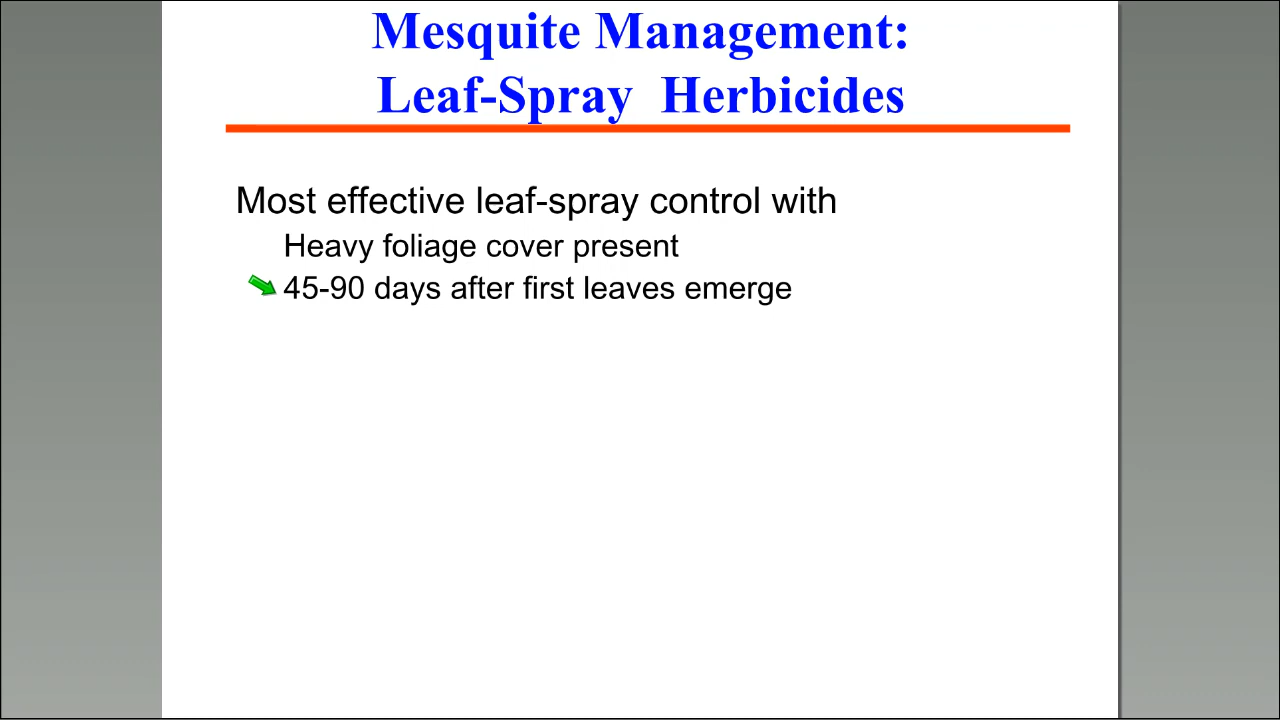 Mesquite Management:
Leaf-Spray Herbicides
Most effective leaf-spray control with
Heavy foliage cover present
45-90 days after first leaves emerge